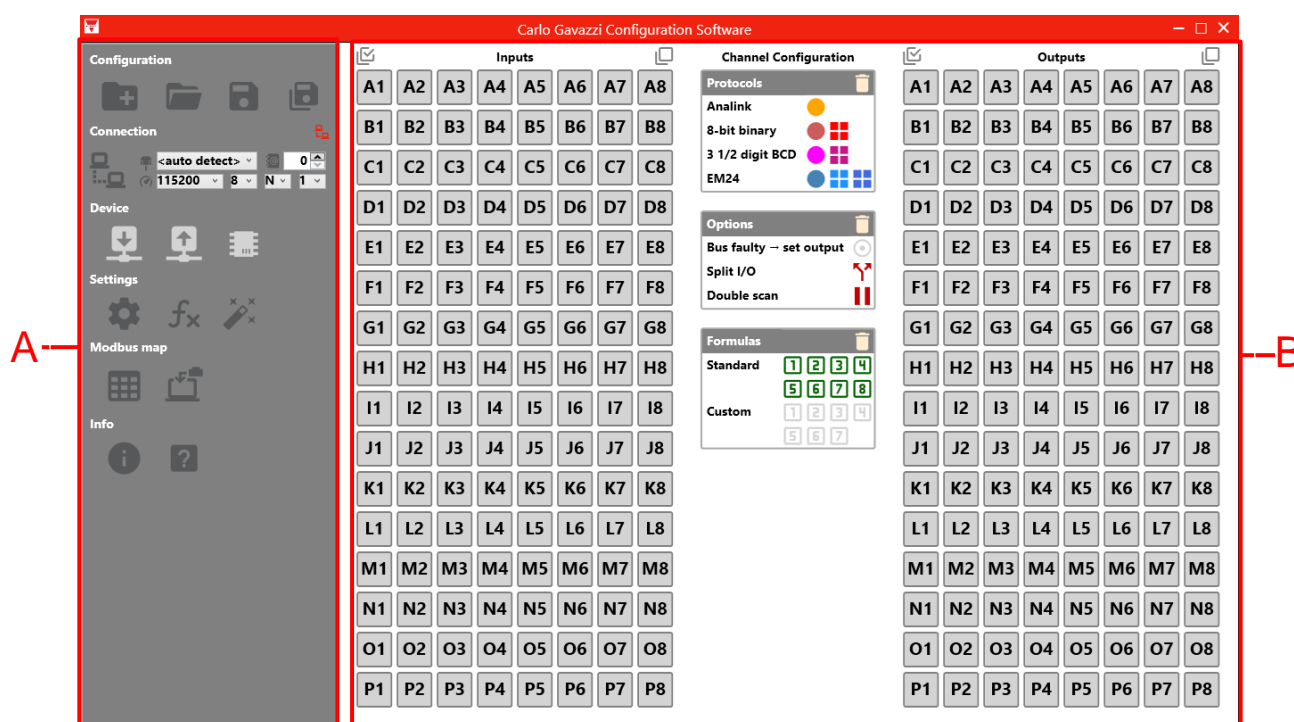 Carlo Gavazzi Configuration Software
A
B
Configuration
Connection
<auto detect> 0
115200 8 N 1
Device
Settings
fx
Modbus map
Info
i ?
Inputs
A1 A2 A3 A4 A5 A6 A7 A8
B1 B2 B3 B4 B5 B6 B7 B8
C1 C2 C3 C4 C5 C6 C7 C8
D1 D2 D3 D4 D5 D6 D7 D8
E1 E2 E3 E4 E5 E6 E7 E8
F1 F2 F3 F4 F5 F6 F7 F8
G1 G2 G3 G4 G5 G6 G7 G8
H1 H2 H3 H4 H5 H6 H7 H8
I1 I2 I3 I4 I5 I6 I7 I8
J1 J2 J3 J4 J5 J6 J7 J8
K1 K2 K3 K4 K5 K6 K7 K8
L1 L2 L3 L4 L5 L6 L7 L8
M1 M2 M3 M4 M5 M6 M7 M8
N1 N2 N3 N4 N5 N6 N7 N8
O1 O2 O3 O4 O5 O6 O7 O8
P1 P2 P3 P4 P5 P6 P7 P8
Channel Configuration
Protocols
Analink
8-bit binary
3 1/2 digit BCD
EM24
Options
Bus faulty → set output
Split I/O
Double scan
Formulas
Standard 1 2 3 4
5 6 7 8
Custom 1 2 3 4
5 6 7
Outputs
A1 A2 A3 A4 A5 A6 A7 A8
B1 B2 B3 B4 B5 B6 B7 B8
C1 C2 C3 C4 C5 C6 C7 C8
D1 D2 D3 D4 D5 D6 D7 D8
E1 E2 E3 E4 E5 E6 E7 E8
F1 F2 F3 F4 F5 F6 F7 F8
G1 G2 G3 G4 G5 G6 G7 G8
H1 H2 H3 H4 H5 H6 H7 H8
I1 I2 I3 I4 I5 I6 I7 I8
J1 J2 J3 J4 J5 J6 J7 J8
K1 K2 K3 K4 K5 K6 K7 K8
L1 L2 L3 L4 L5 L6 L7 L8
M1 M2 M3 M4 M5 M6 M7 M8
N1 N2 N3 N4 N5 N6 N7 N8
O1 O2 O3 O4 O5 O6 O7 O8
P1 P2 P3 P4 P5 P6 P7 P8